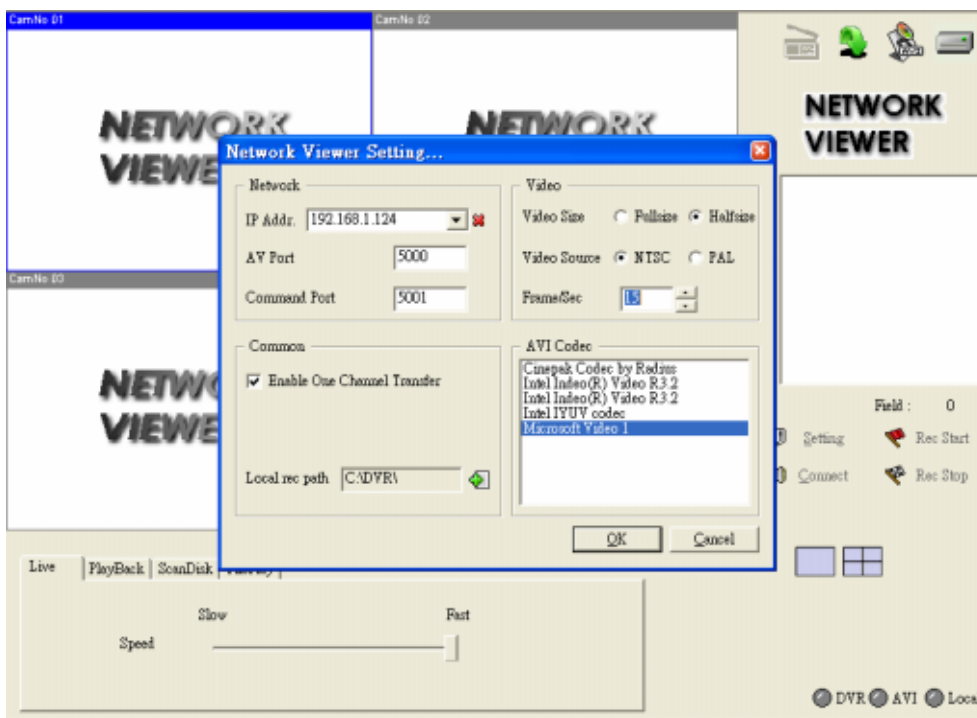 CamNo 01
CamNo 02
NETWORK
VIEWER
NETWORK
NETWORK
VIEWER
Network Viewer Setting...
Network
IP Addr. 192.168.1.124
AV Port 5000
Command Port 5001
Video
Video Size Fullsize Halfsize
Video Source NTSC PAL
Frame/Sec 15
CamNo 03
Common
Enable One Channel Transfer
Local rec path C:\DVR\
AVI Codec
Cinepak Codec by Radius
Intel Indeo(R) Video R3.2
Intel Indeo(R) Video R3.2
Intel IYUV codec
Microsoft Video 1
OK Cancel
VIEWER
Field : 0
Setting Rec Start
Connect Rec Stop
Live PlayBack ScanDisk
Slow Fast
Speed
DVR AVI